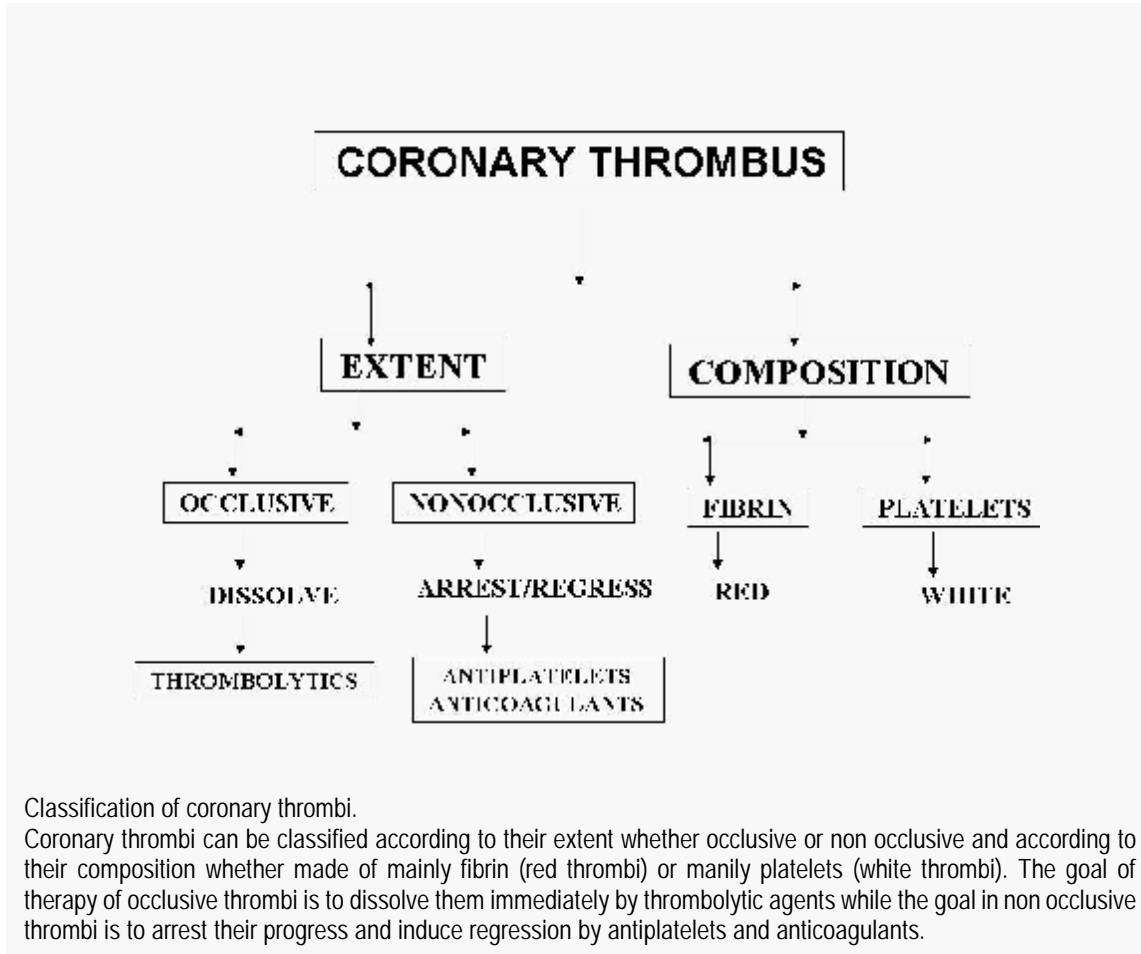 CORONARY THROMBUS
EXTENT
COMPOSITION
OCCLUSIVE
NONOCCLUSIVE
FIBRIN
PLATELETS
DISSOLVE
ARREST/REGRESS
RED
WHITE
THROMBOLYTICS
ANTIPLATELETS
ANTICOAGULANTS
Classification of coronary thrombi.
Coronary thrombi can be classified according to their extent whether occlusive or non occlusive and according to
their composition whether made of mainly fibrin (red thrombi) or manily platelets (white thrombi). The goal of
therapy of occlusive thrombi is to dissolve them immediately by thrombolytic agents while the goal in non occlusive
thrombi is to arrest their progress and induce regression by antiplatelets and anticoagulants.